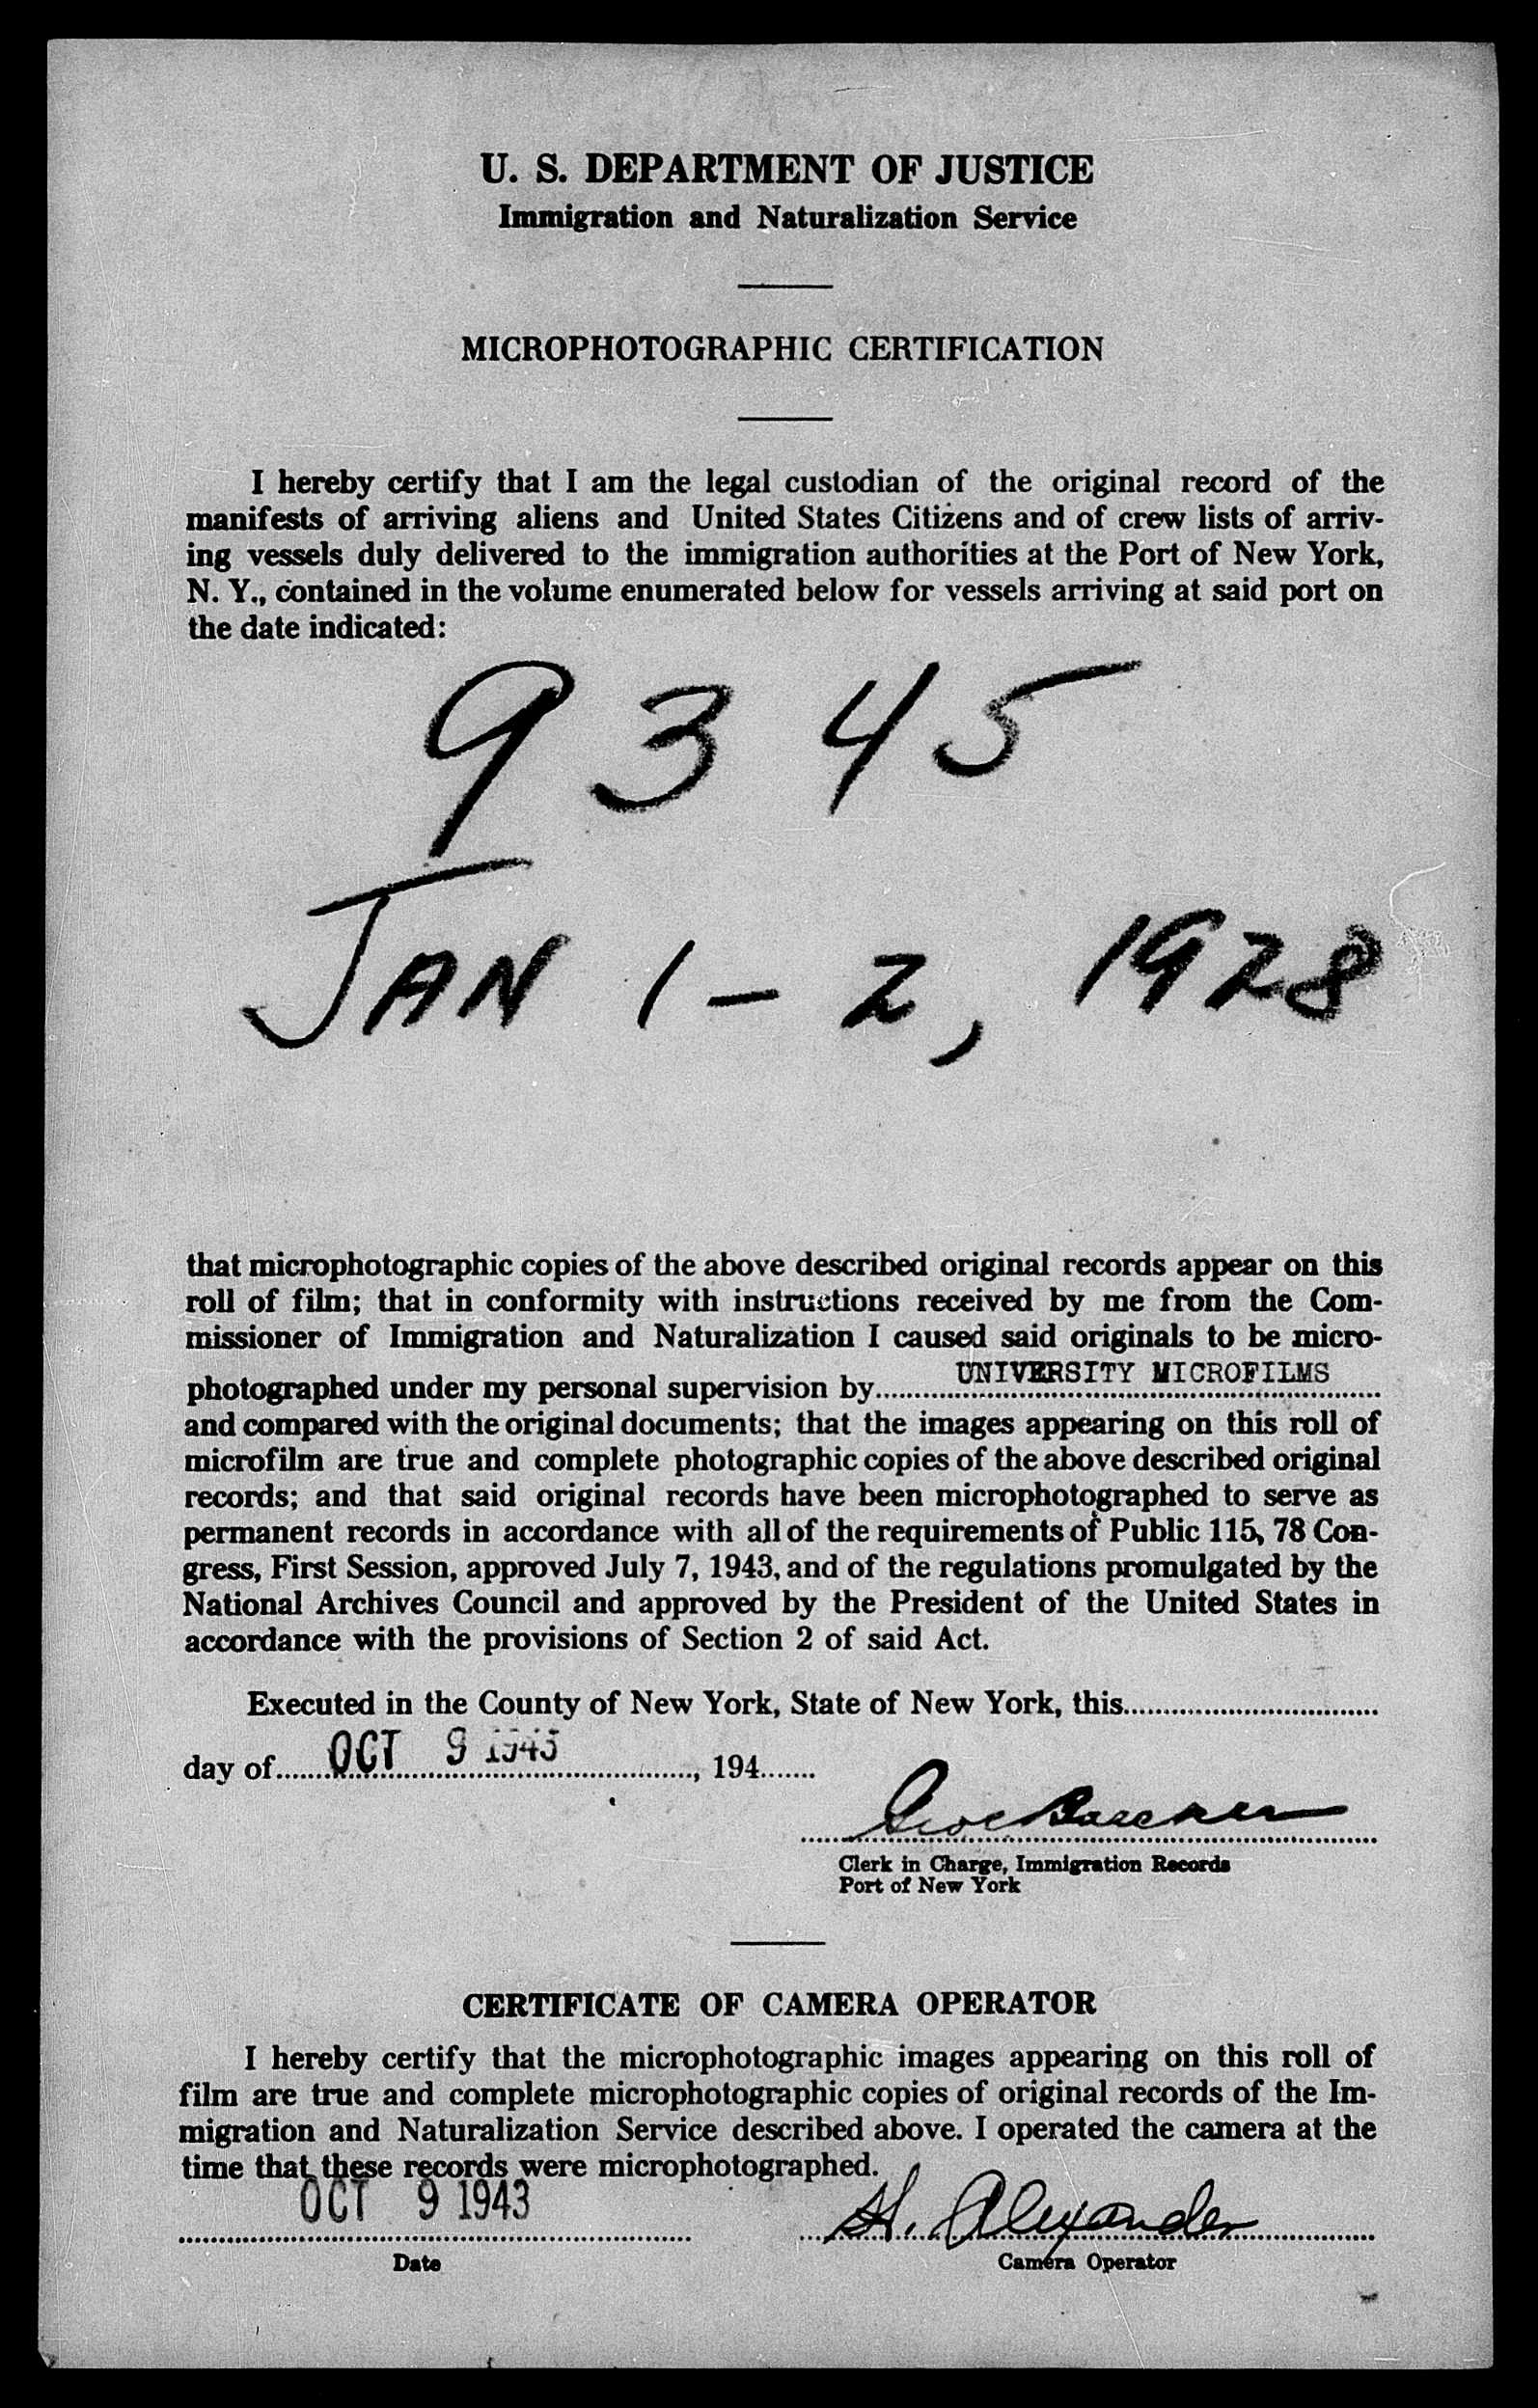 U. S. DEPARTMENT OF JUSTICE
Immigration and Naturalization Service
MICROPHOTOGRAPHIC CERTIFICATION
I hereby certify that I am the legal custodian of the original record of the
manifests of arriving aliens and United States Citizens and of crew lists of arriv-
ing vessels duly delivered to the immigration authorities at the Port of New York,
N. Y., contained in the volume enumerated below for vessels arriving at said port on
the date indicated:
9345
JAN 1 - 2, 1928
that microphotographic copies of the above described original records appear on this
roll of film; that in conformity with instructions received by me from the Com-
missioner of Immigration and Naturalization I caused said originals to be micro-
photographed under my personal supervision by UNIVERSITY MICROFILMS
and compared with the original documents; that the images appearing on this roll of
microfilm are true and complete photographic copies of the above described original
records; and that said original records have been microphotographed to serve as
permanent records in accordance with all of the requirements of Public 115, 78 Con-
gress, First Session, approved July 7, 1943, and of the regulations promulgated by the
National Archives Council and approved by the President of the United States in
accordance with the provisions of Section 2 of said Act.
Executed in the County of New York, State of New York, this
day of OCT 9 1943, 194
Clerk in Charge, Immigration Records
Port of New York
CERTIFICATE OF CAMERA OPERATOR
I hereby certify that the microphotographic images appearing on this roll of
film are true and complete microphotographic copies of original records of the Im-
migration and Naturalization Service described above. I operated the camera at the
time that these records were microphotographed.
OCT 9 1943 H. Alexander
Date Camera Operator